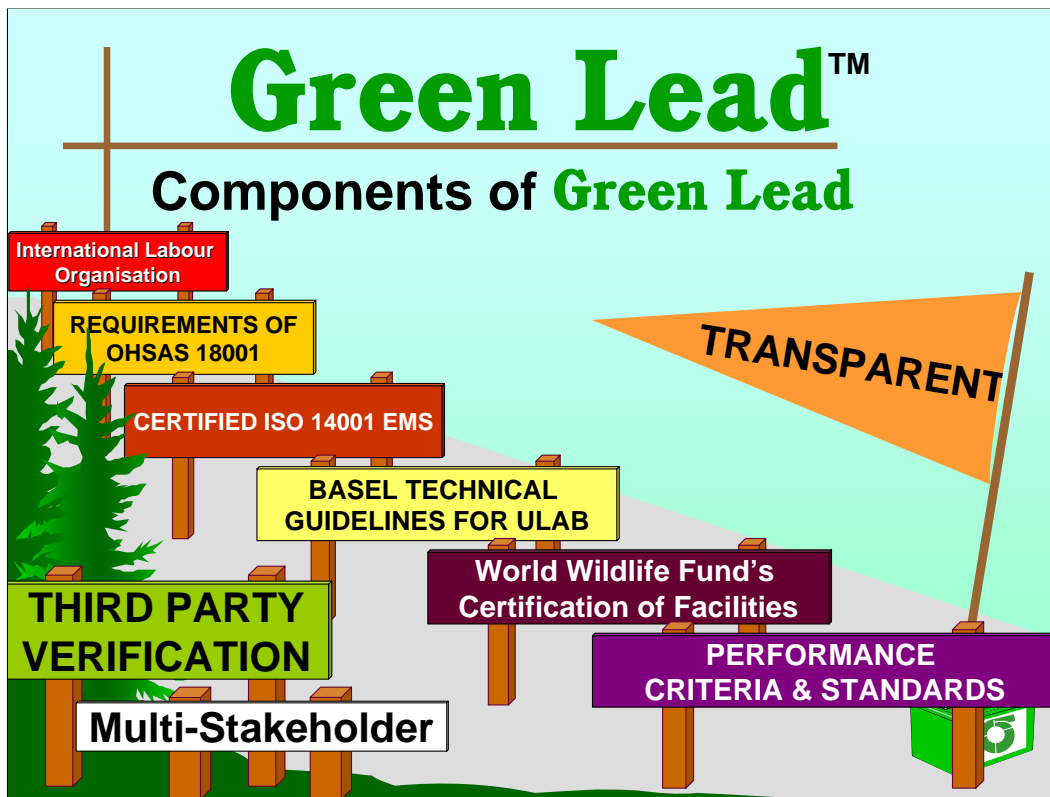 Green Lead™
Components of Green Lead
International Labour
Organisation
REQUIREMENTS OF
OHSAS 18001
CERTIFIED ISO 14001 EMS
BASEL TECHNICAL
GUIDELINES FOR ULAB
World Wildlife Fund's
Certification of Facilities
PERFORMANCE
CRITERIA & STANDARDS
TRANSPARENT
THIRD PARTY
VERIFICATION
Multi-Stakeholder